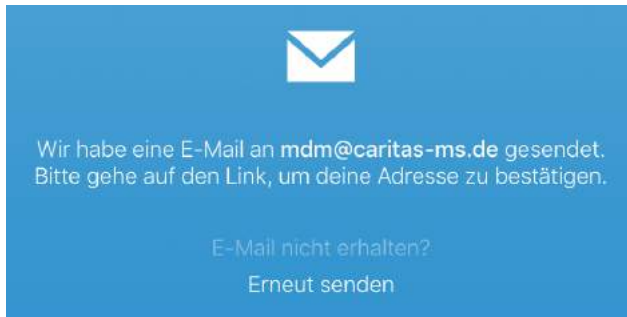 Wir habe eine E-Mail an mdm@caritas-ms.de gesendet.
Bitte gehe auf den Link, um deine Adresse zu bestätigen.
E-Mail nicht erhalten?
Erneut senden